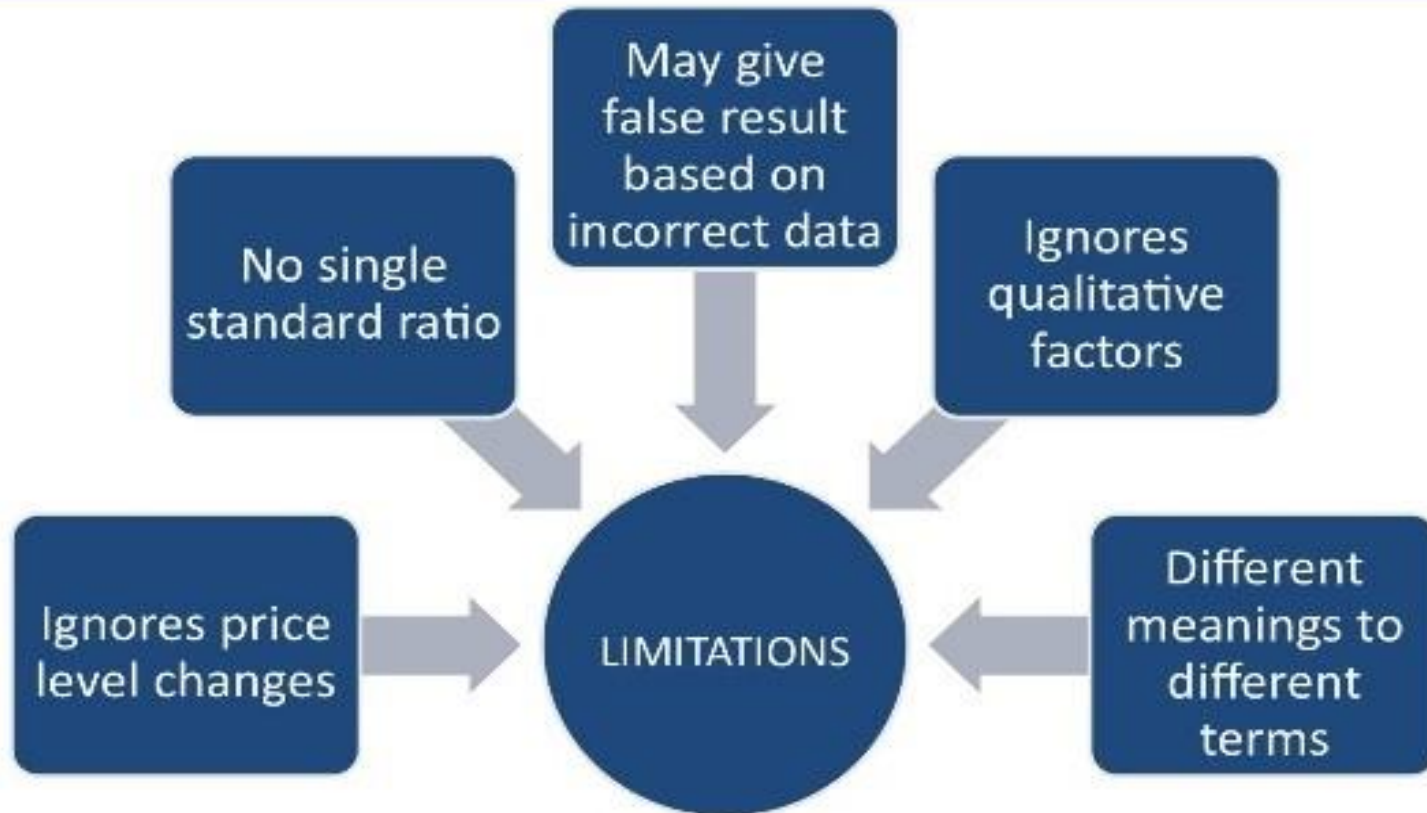 May give
false result
based on
incorrect data
No single
standard ratio
Ignores
qualitative
factors
Ignores price
level changes
LIMITATIONS
Different
meanings to
different
terms